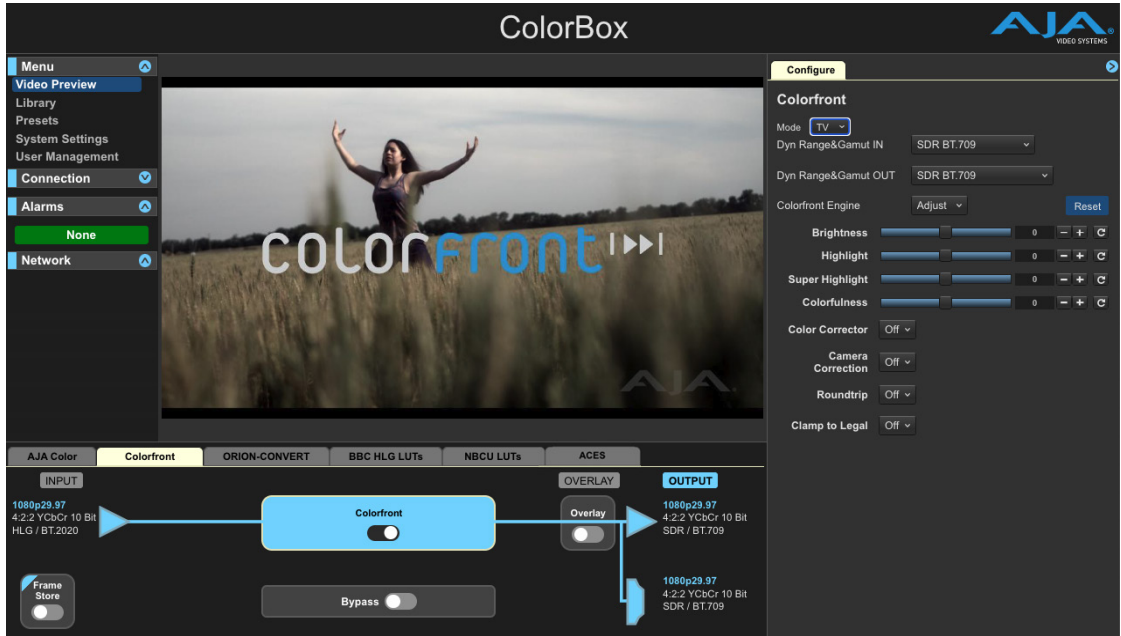 ColorBox
AJA
VIDEO SYSTEMS
Menu
Video Preview
Library
Presets
System Settings
User Management
Connection
Alarms
None
Network
colorfront
AJA
Configure
Colorfront
Mode TV
Dyn Range&Gamut IN SDR BT.709
Dyn Range&Gamut OUT SDR BT.709
Colorfront Engine Adjust Reset
Brightness 0 - + C
Highlight 0 - + C
Super Highlight 0 - + C
Colorfulness 0 - + C
Color Corrector Off
Camera
Correction Off
Roundtrip Off
Clamp to Legal Off
AJA Color Colorfront ORION-CONVERT BBC HLG LUTs NBCU LUTs ACES
INPUT OVERLAY OUTPUT
1080p29.97
4:2:2 YCbCr 10 Bit
HLG / BT.2020
Colorfront
Overlay
1080p29.97
4:2:2 YCbCr 10 Bit
SDR / BT.709
Frame
Store
Bypass
1080p29.97
4:2:2 YCbCr 10 Bit
SDR / BT.709